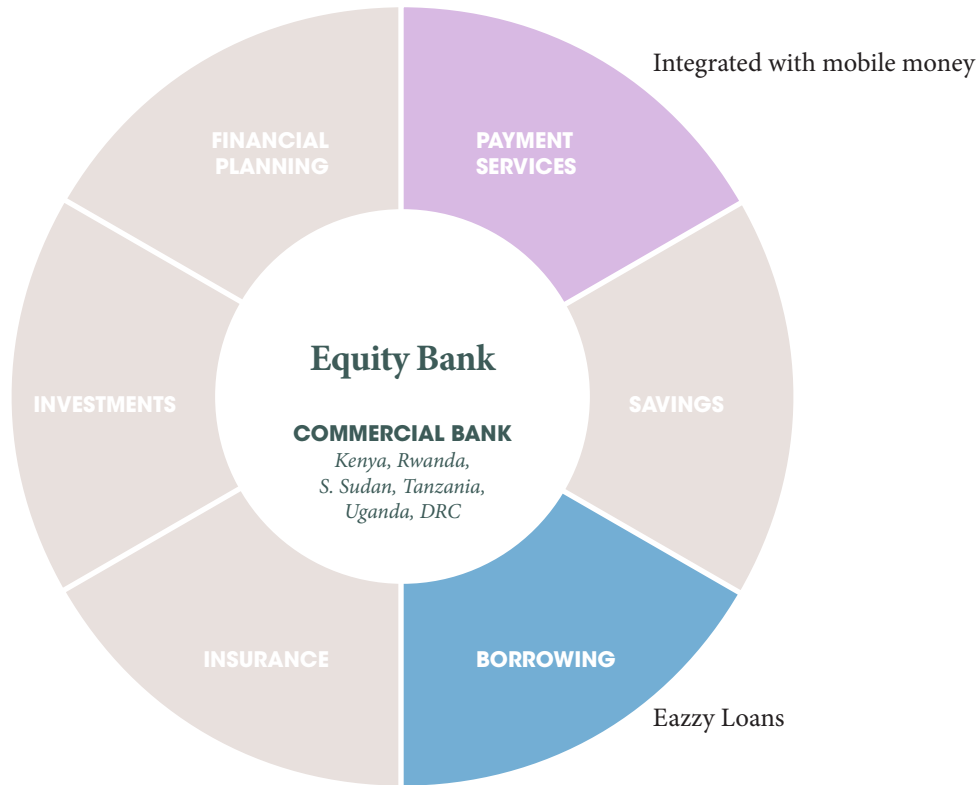 Integrated with mobile money
FINANCIAL
PLANNING
PAYMENT
SERVICES
Equity Bank
INVESTMENTS
SAVINGS
COMMERCIAL BANK
Kenya, Rwanda,
S. Sudan, Tanzania,
Uganda, DRC
INSURANCE
BORROWING
Eazzy Loans